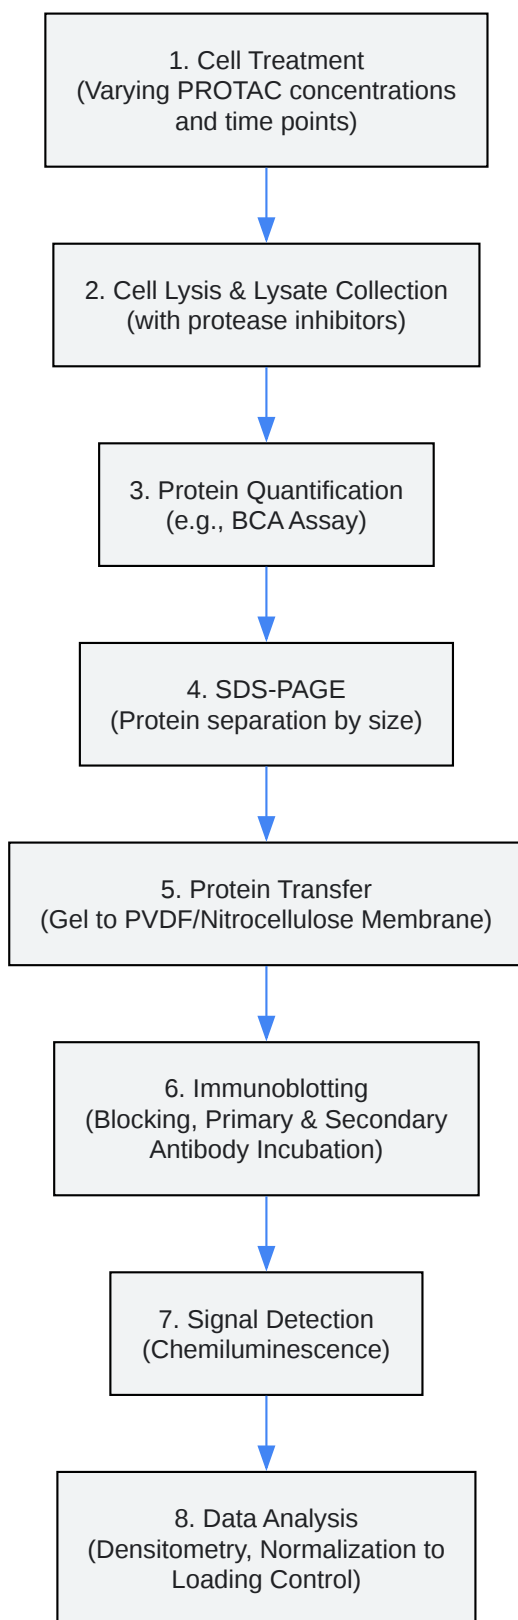 1. Cell Treatment
(Varying PROTAC concentrations
and time points)
2. Cell Lysis & Lysate Collection
(with protease inhibitors)
3. Protein Quantification
(e.g., BCA Assay)
4. SDS-PAGE
(Protein separation by size)
5. Protein Transfer
(Gel to PVDF/Nitrocellulose Membrane)
6. Immunoblotting
(Blocking, Primary & Secondary
Antibody Incubation)
7. Signal Detection
(Chemiluminescence)
8. Data Analysis
(Densitometry, Normalization to
Loading Control)